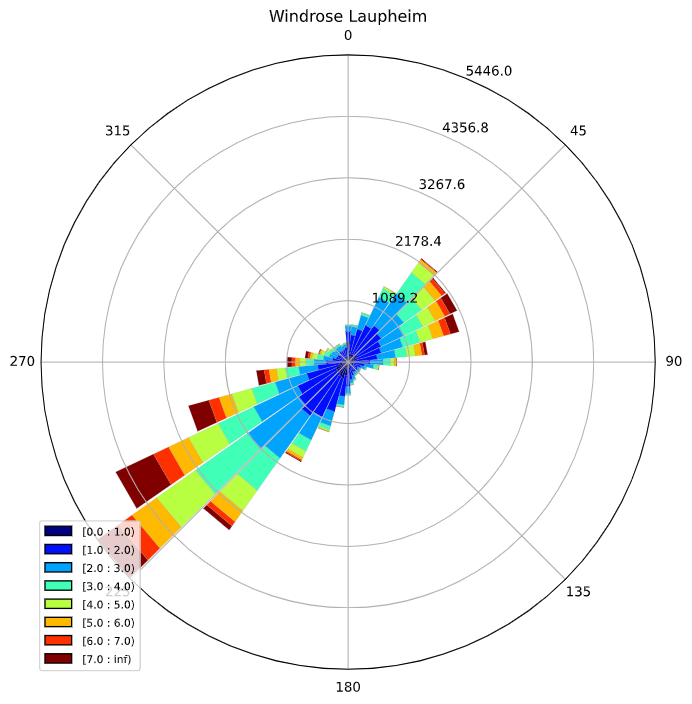 Windrose Laupheim
0
5446.0
4356.8
315
45
3267.6
2178.4
1089.2
270
90
[0.0 : 1.0)
[1.0 : 2.0)
[2.0 : 3.0)
[3.0 : 4.0)
225
135
[4.0 : 5.0)
[5.0 : 6.0)
[6.0 : 7.0)
[7.0 : inf)
180